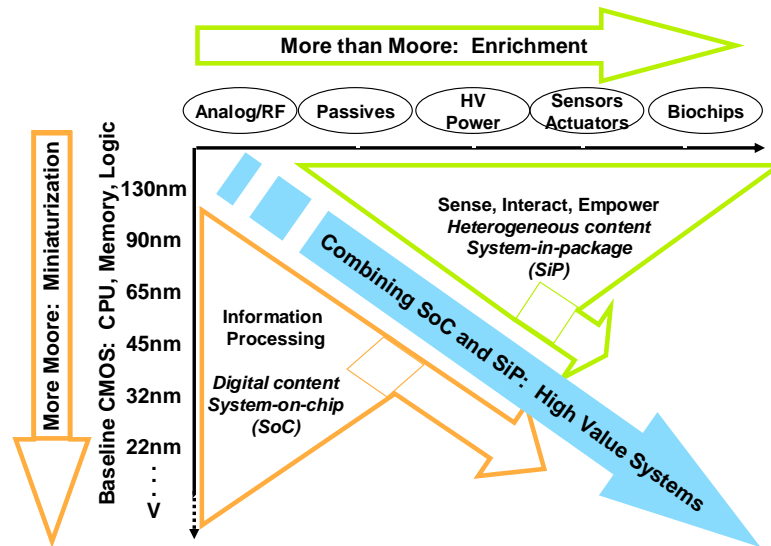 More than Moore: Enrichment
Analog/RF
Passives
HV
Power
Sensors
Actuators
Biochips
More Moore: Miniaturization
Baseline CMOS: CPU, Memory, Logic
130nm
90nm
65nm
45nm
32nm
22nm
V
Sense, Interact, Empower
Heterogeneous content
System-in-package
(SiP)
Combining SoC and SiP: High Value Systems
Information
Processing
Digital content
System-on-chip
(SoC)